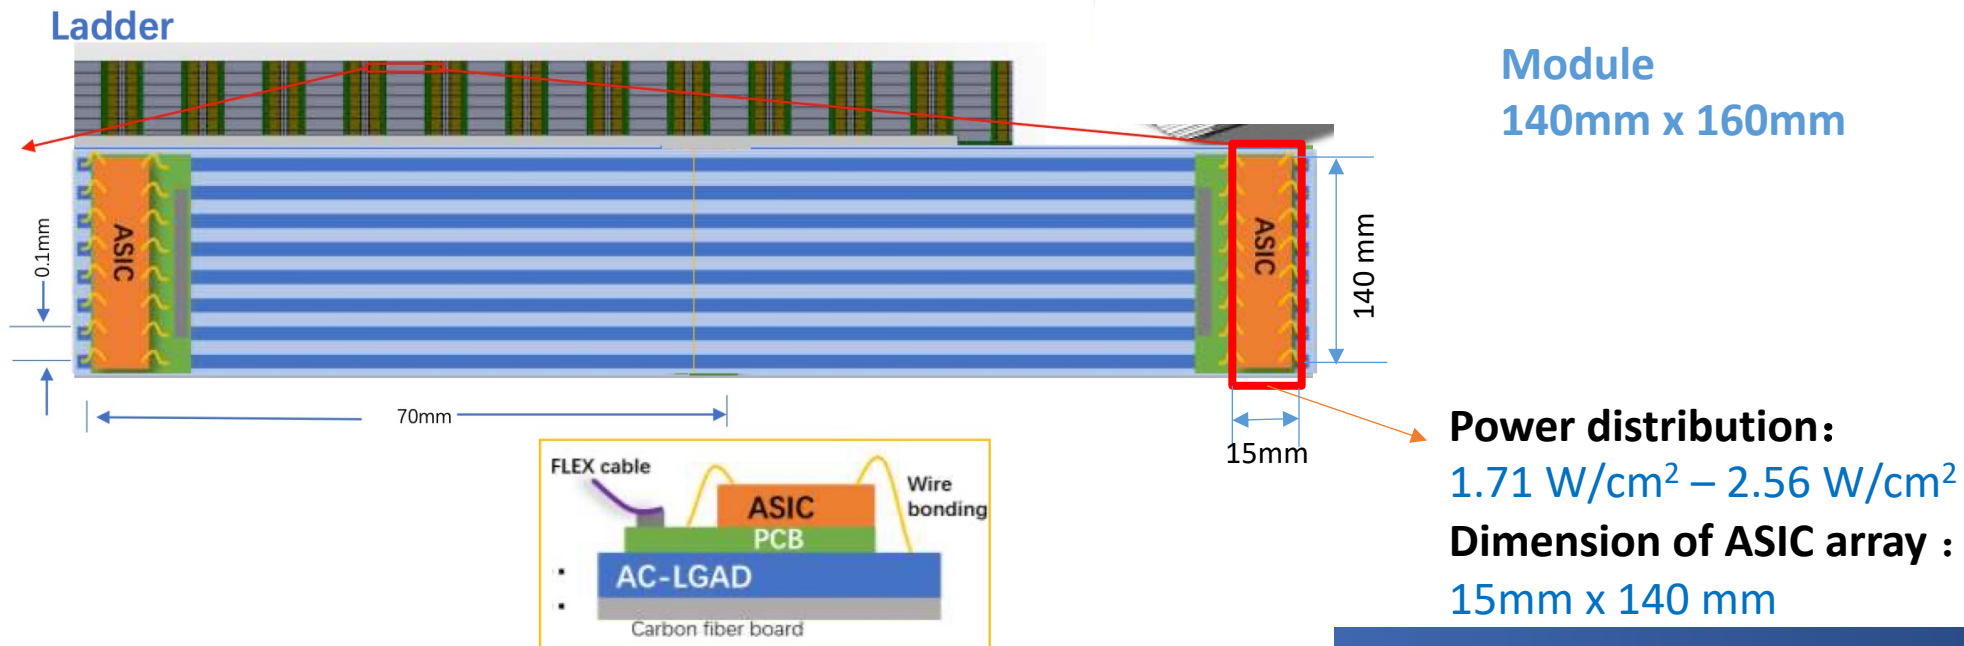 Ladder
Module
140mm x 160mm
ASIC
ASIC
0.1mm
140 mm
70mm
15mm
Power distribution：
1.71 W/cm² – 2.56 W/cm²
Dimension of ASIC array ：
15mm x 140 mm
FLEX cable
Wire
bonding
ASIC
PCB
AC-LGAD
Carbon fiber board